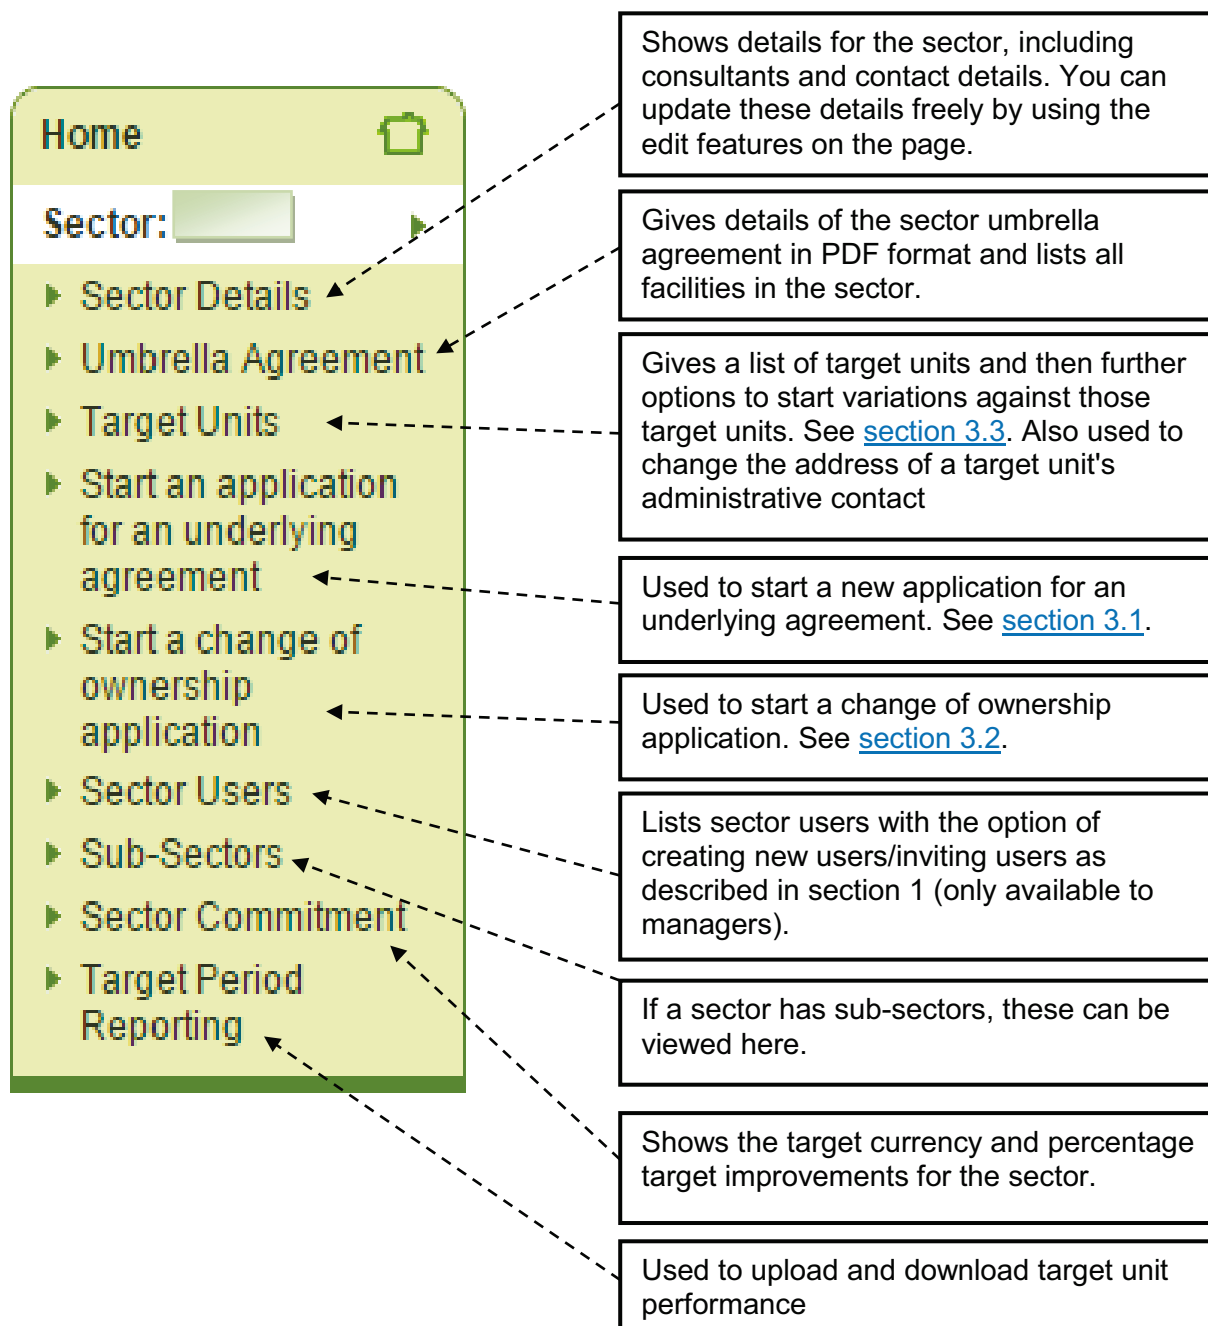 Home
Sector:
Sector Details
Umbrella Agreement
Target Units
Start an application
for an underlying
agreement
Start a change of
ownership
application
Sector Users
Sub-Sectors
Sector Commitment
Target Period
Reporting
Shows details for the sector, including
consultants and contact details. You can
update these details freely by using the
edit features on the page.
Gives details of the sector umbrella
agreement in PDF format and lists all
facilities in the sector.
Gives a list of target units and then further
options to start variations against those
target units. See section 3.3. Also used to
change the address of a target unit's
administrative contact
Used to start a new application for an
underlying agreement. See section 3.1.
Used to start a change of ownership
application. See section 3.2.
Lists sector users with the option of
creating new users/inviting users as
described in section 1 (only available to
managers).
If a sector has sub-sectors, these can be
viewed here.
Shows the target currency and percentage
target improvements for the sector.
Used to upload and download target unit
performance